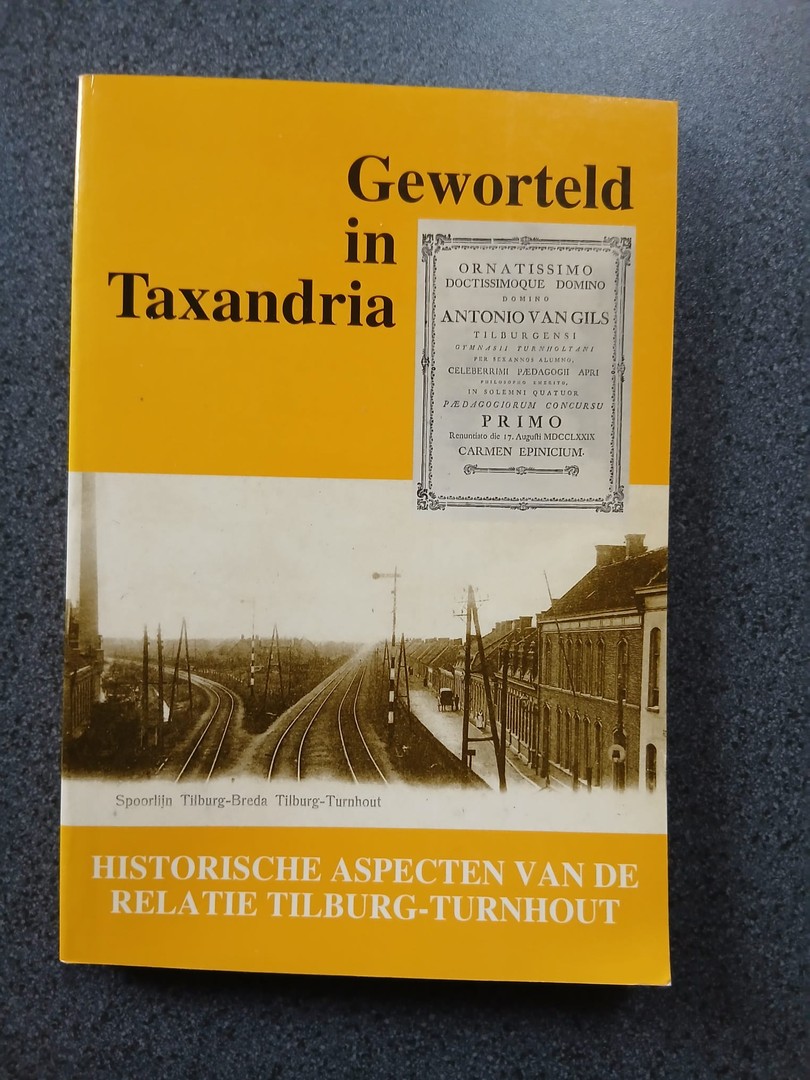 Geworteld
in
Taxandria
ORNATISSIMO
DOCTISSIMOQUE DOMINO
DOMINO
ANTONIO VAN GILS
TILBURGENSI
GYMNASII TURNHOLTANI
PER SEX ANNOS ALUMNO,
CELEBERRIMI PÆDAGOGII APRI
PHILOSOPHO EMERITO,
IN SOLEMNI QUATUOR
PÆDAGOGIORUM CONCURSU
PRIMO
Renuntiato die 17. Augusti MDCCLXXIX
CARMEN EPINICIUM.
Spoorlijn Tilburg-Breda Tilburg-Turnhout
HISTORISCHE ASPECTEN VAN DE
RELATIE TILBURG-TURNHOUT